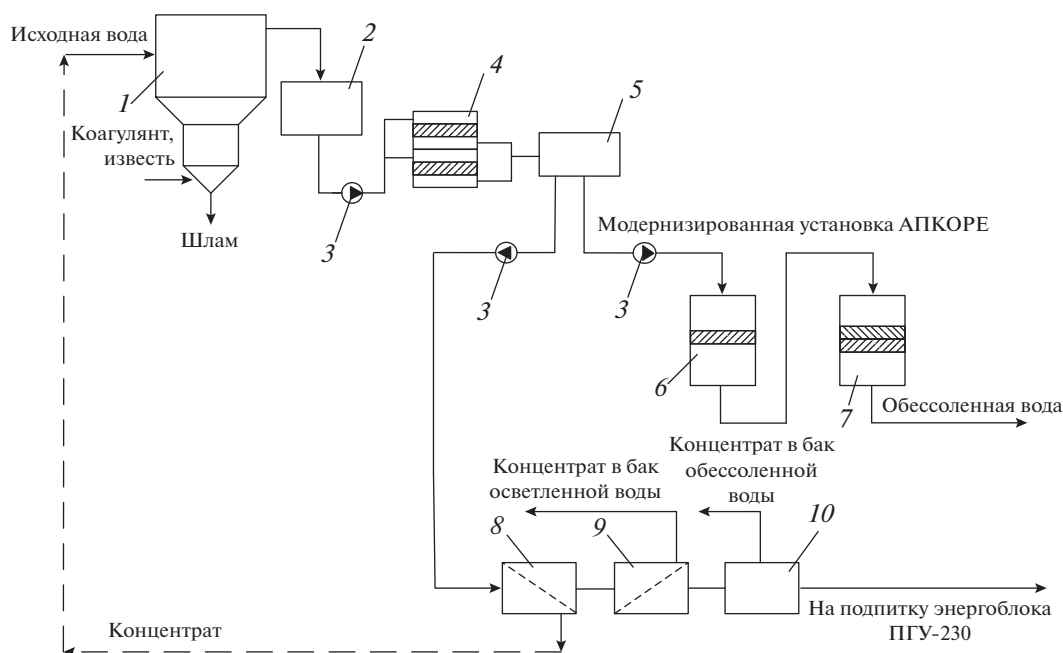 Исходная вода
1
Коагулянт,
известь
Шлам
2
3
4
5
Модернизированная установка АПКОРЕ
3
3
6
7
Обессоленная вода
Концентрат в бак
осветленной воды
Концентрат в бак
обессоленной
воды
8
9
10
На подпитку энергоблока
ПГУ-230
Концентрат